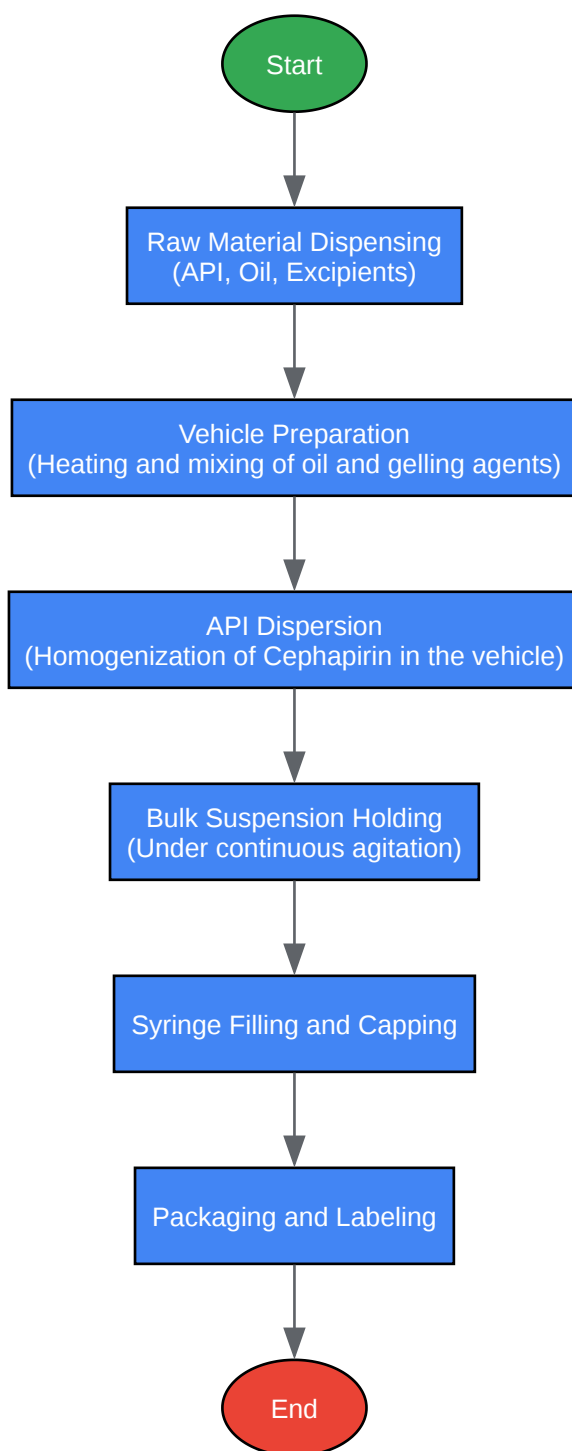 Start
Raw Material Dispensing
(API, Oil, Excipients)
Vehicle Preparation
(Heating and mixing of oil and gelling agents)
API Dispersion
(Homogenization of Cephapirin in the vehicle)
Bulk Suspension Holding
(Under continuous agitation)
Syringe Filling and Capping
Packaging and Labeling
End